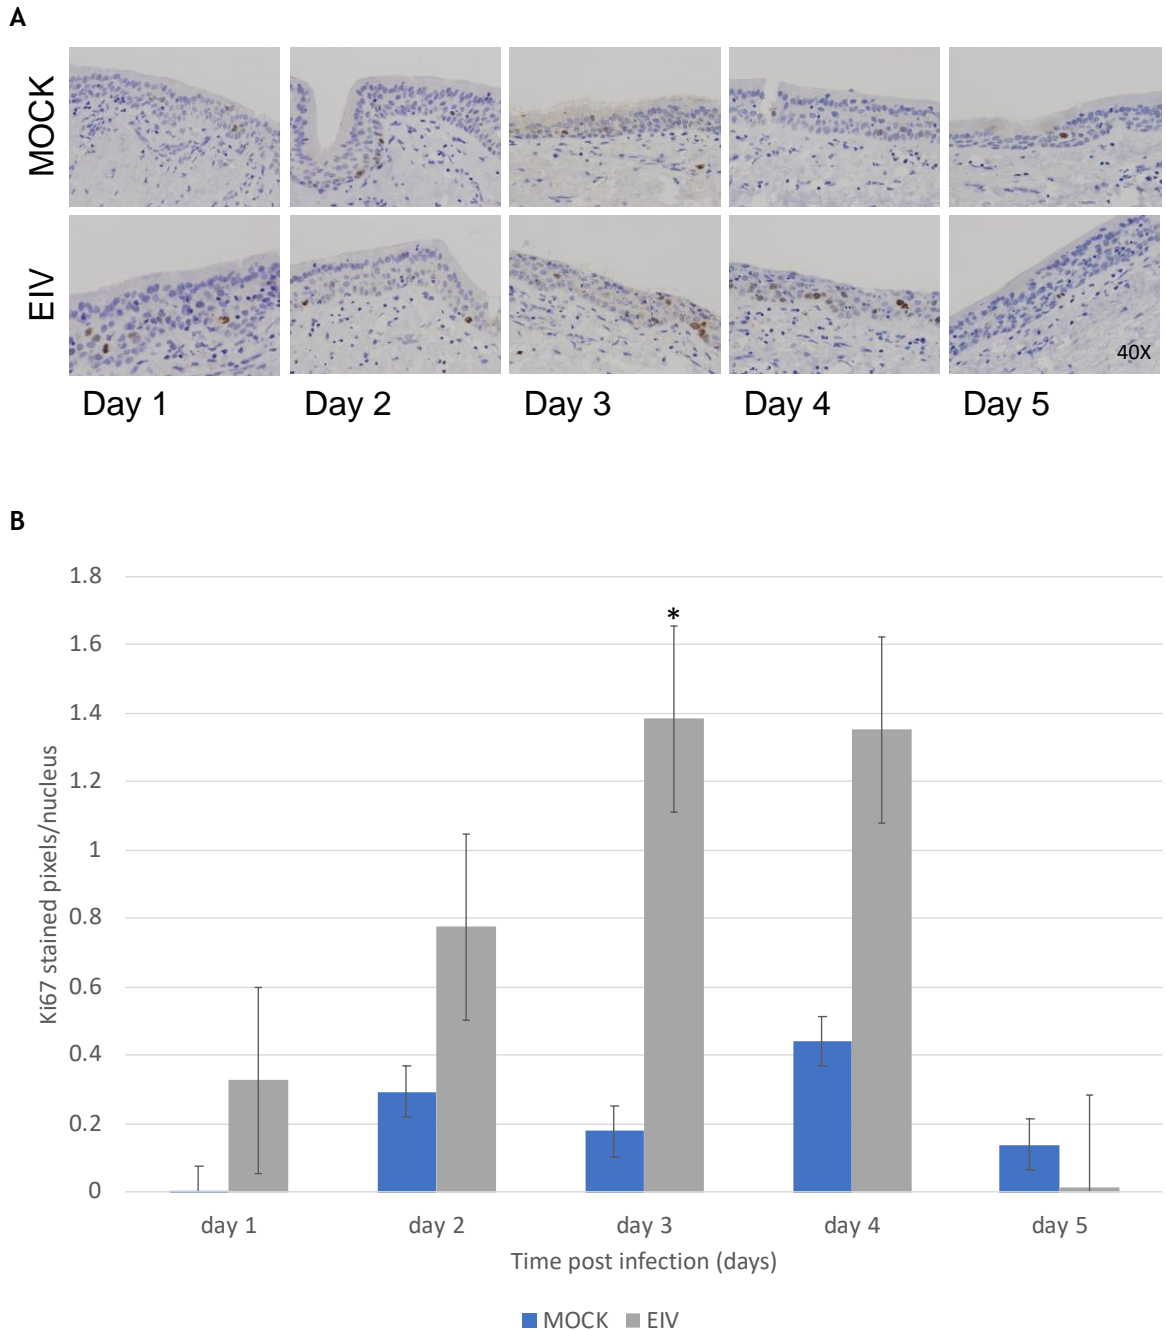 A
MOCK
EIV
40X
Day 1 Day 2 Day 3 Day 4 Day 5
B
1.8
*
1.6
1.4
1.2
1
0.8
0.6
0.4
0.2
0
Ki67 stained pixels/nucleus
day 1 day 2 day 3 day 4 day 5
Time post infection (days)
MOCK EIV